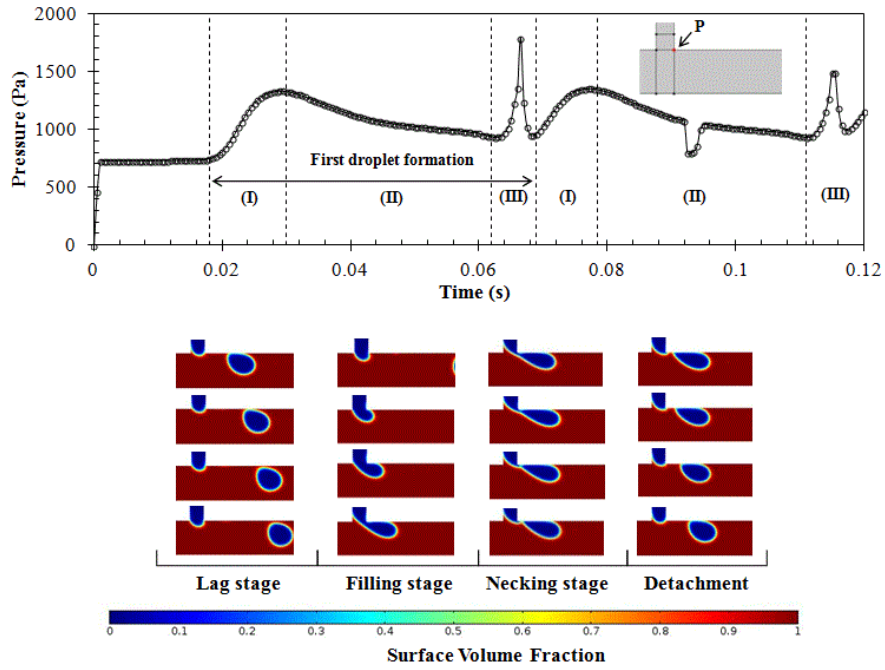 2000
1500
1000
500
0
Pressure (Pa)
P
First droplet formation
(I)
(II)
(III)
(I)
(II)
(III)
0
0.02
0.04
0.06
0.08
0.1
0.12
Time (s)
Lag stage
Filling stage
Necking stage
Detachment
0
0.1
0.2
0.3
0.4
0.5
0.6
0.7
0.8
0.9
1
Surface Volume Fraction